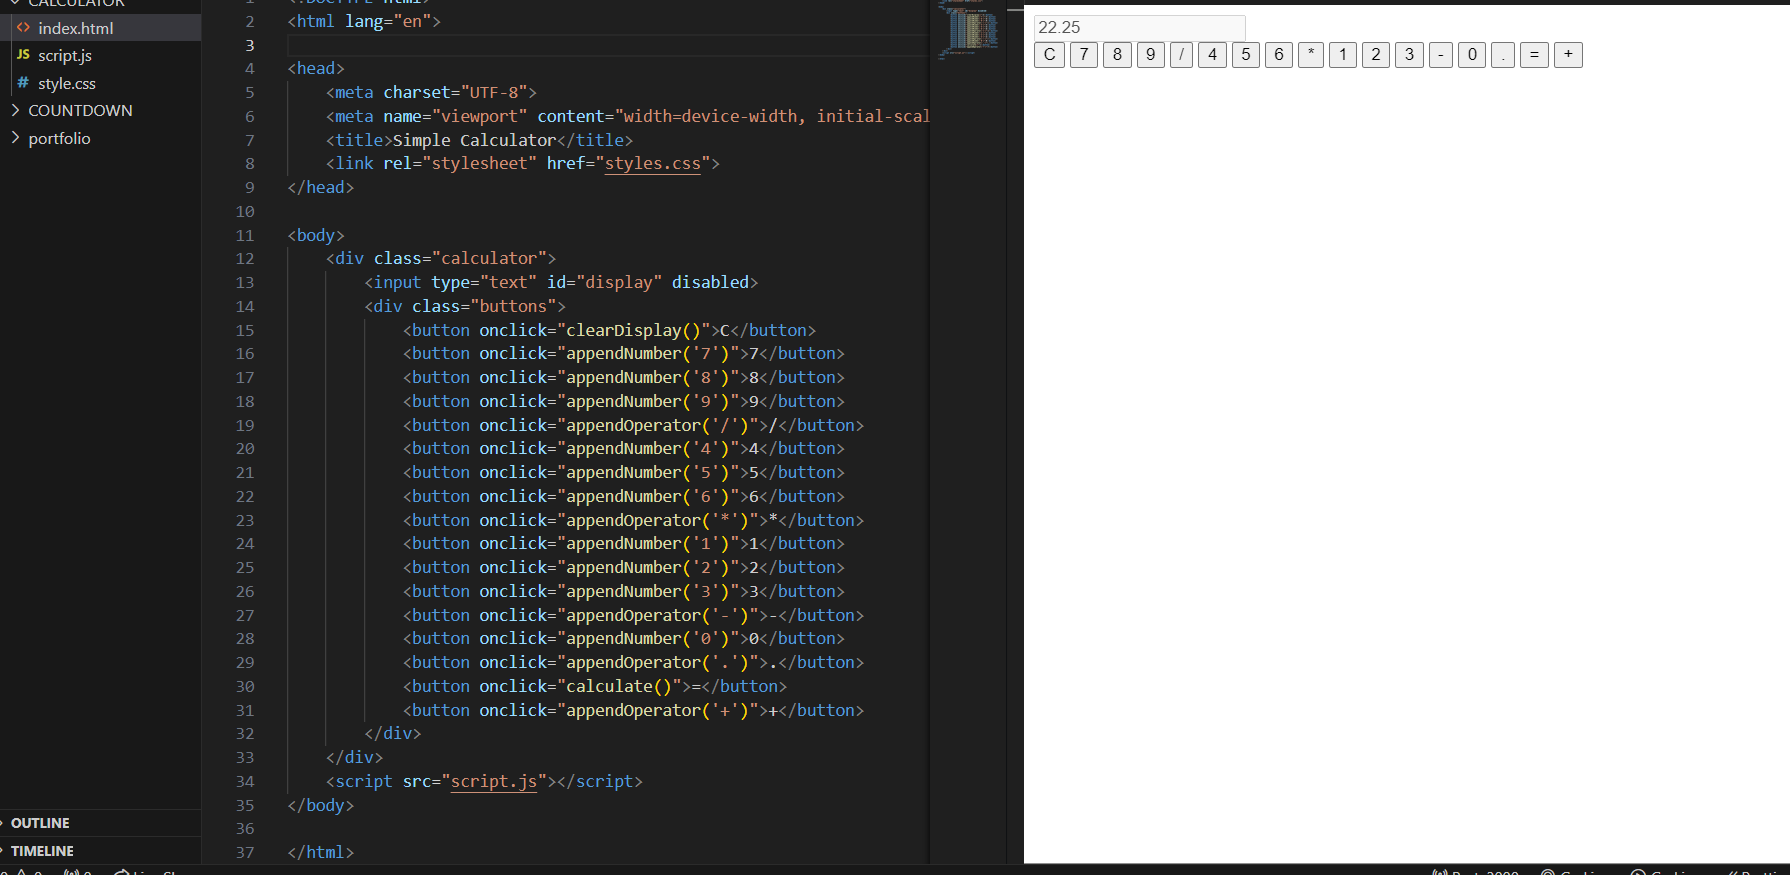 CALCULATOR
index.html
JS script.js
# style.css
COUNTDOWN
portfolio
OUTLINE
TIMELINE
2 <html lang="en">
3
4 <head>
5 <meta charset="UTF-8">
6 <meta name="viewport" content="width=device-width, initial-scal
7 <title>Simple Calculator</title>
8 <link rel="stylesheet" href="styles.css">
9 </head>
10
11 <body>
12 <div class="calculator">
13 <input type="text" id="display" disabled>
14 <div class="buttons">
15 <button onclick="clearDisplay()">C</button>
16 <button onclick="appendNumber('7')">7</button>
17 <button onclick="appendNumber('8')">8</button>
18 <button onclick="appendNumber('9')">9</button>
19 <button onclick="appendOperator('/')">/</button>
20 <button onclick="appendNumber('4')">4</button>
21 <button onclick="appendNumber('5')">5</button>
22 <button onclick="appendNumber('6')">6</button>
23 <button onclick="appendOperator('*')">*</button>
24 <button onclick="appendNumber('1')">1</button>
25 <button onclick="appendNumber('2')">2</button>
26 <button onclick="appendNumber('3')">3</button>
27 <button onclick="appendOperator('-')">-</button>
28 <button onclick="appendNumber('0')">0</button>
29 <button onclick="appendOperator('.')">.</button>
30 <button onclick="calculate()">=</button>
31 <button onclick="appendOperator('+')">+</button>
32 </div>
33 </div>
34 <script src="script.js"></script>
35 </body>
36
37 </html>
22.25
C 7 8 9 / 4 5 6 * 1 2 3 - 0 . = +